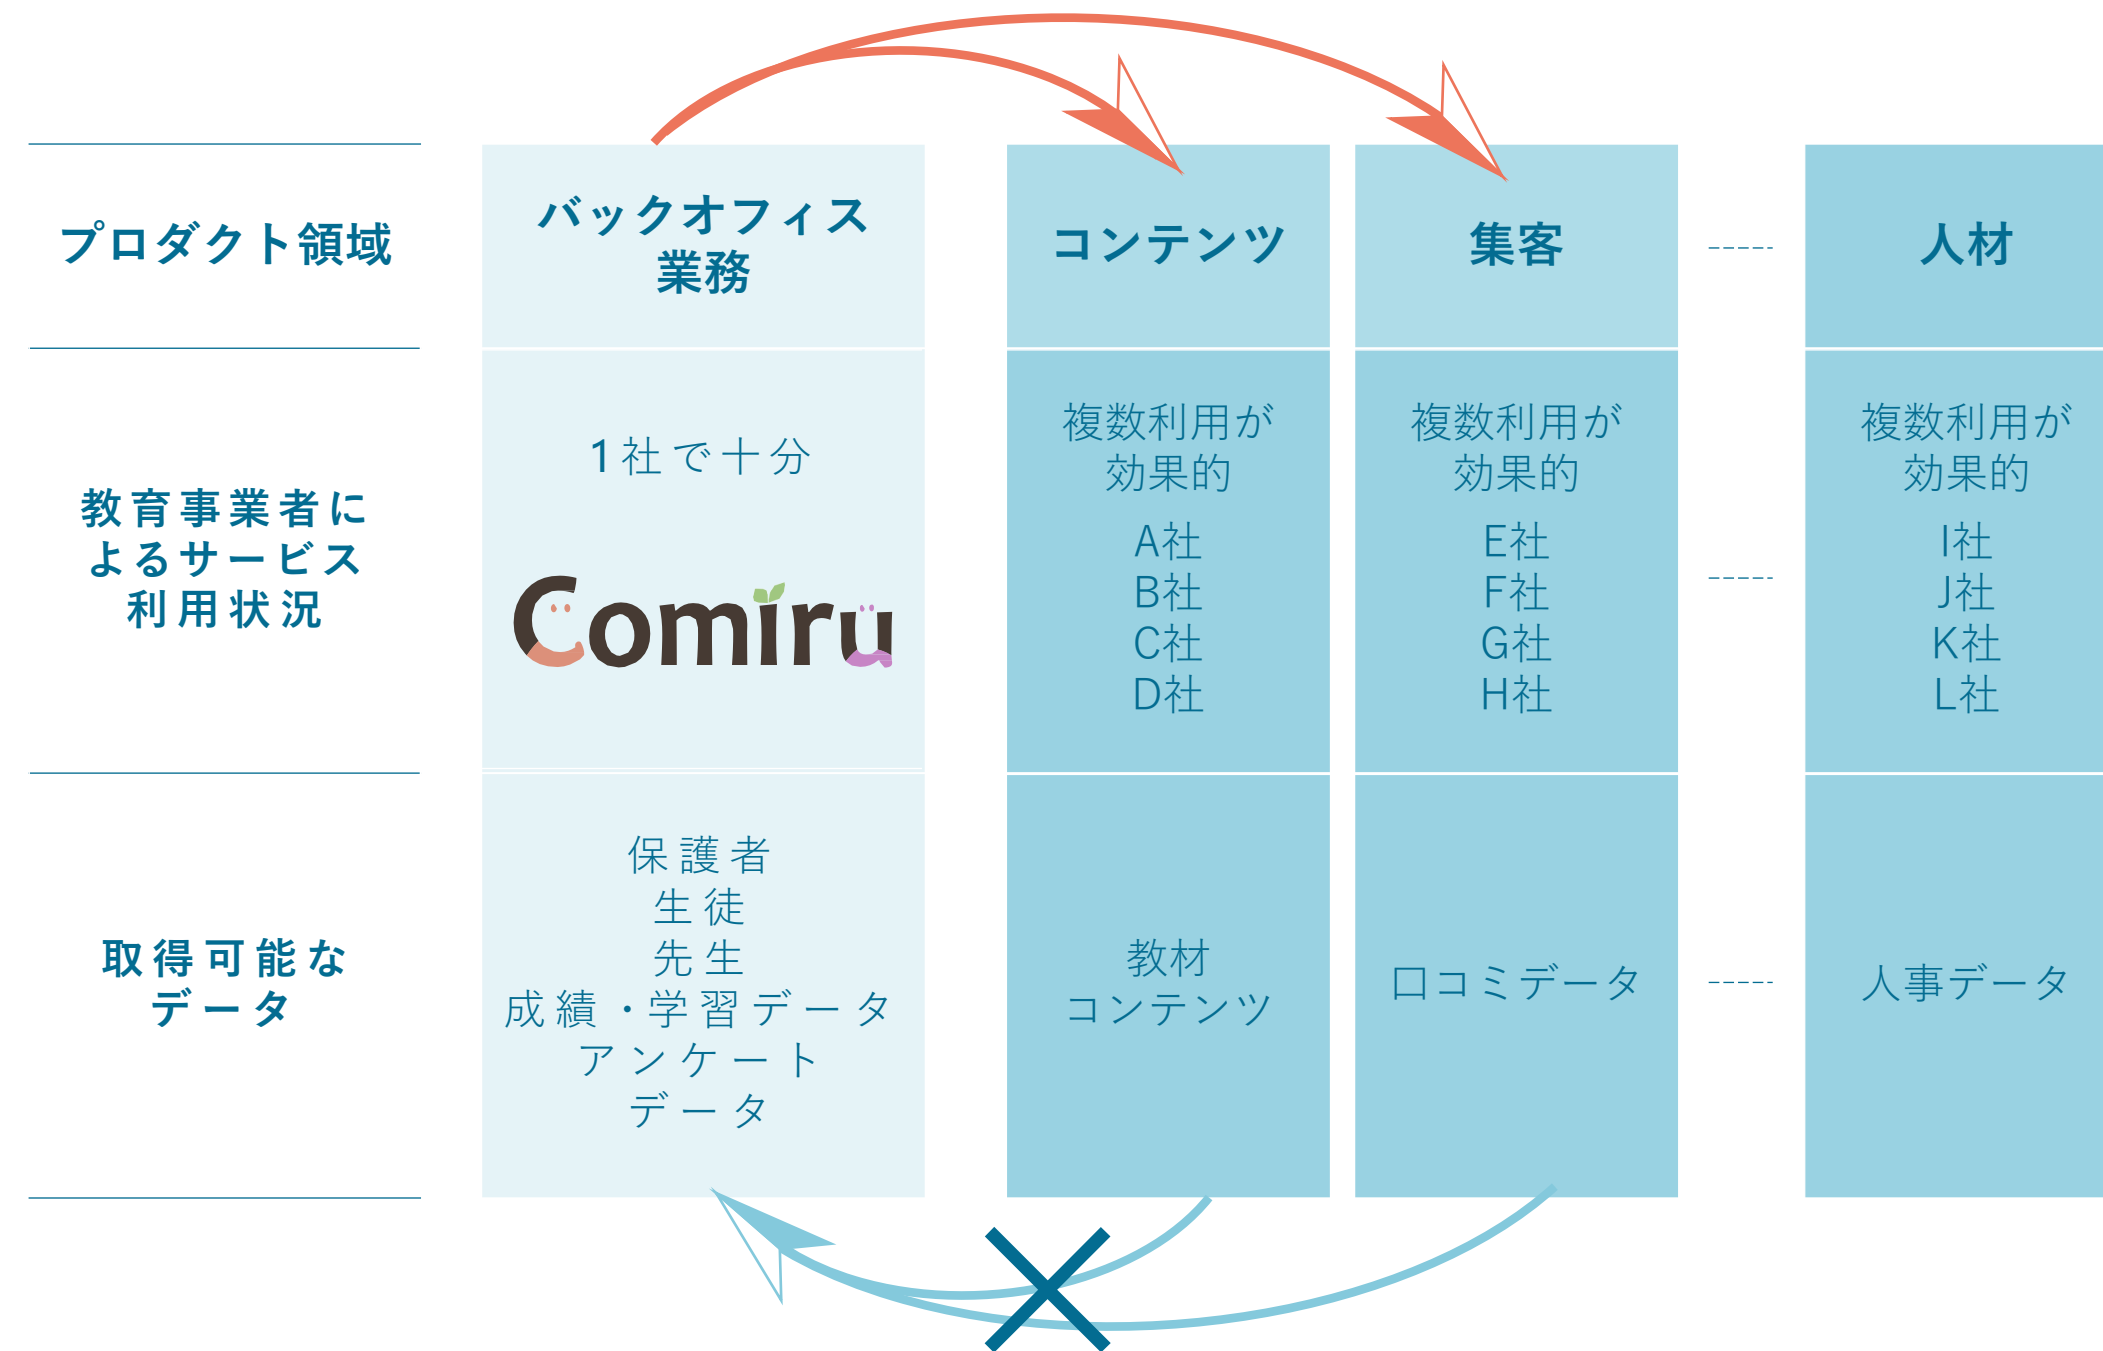 プロダクト領域
バックオフィス
業務
コンテンツ
集客
人材
教育事業者に
よるサービス
利用状況
1社で十分
Comiru
複数利用が
効果的
A社
B社
C社
D社
複数利用が
効果的
E社
F社
G社
H社
複数利用が
効果的
I社
J社
K社
L社
取得可能な
データ
保護者
生徒
先生
成績・学習データ
アンケート
データ
教材
コンテンツ
口コミデータ
人事データ